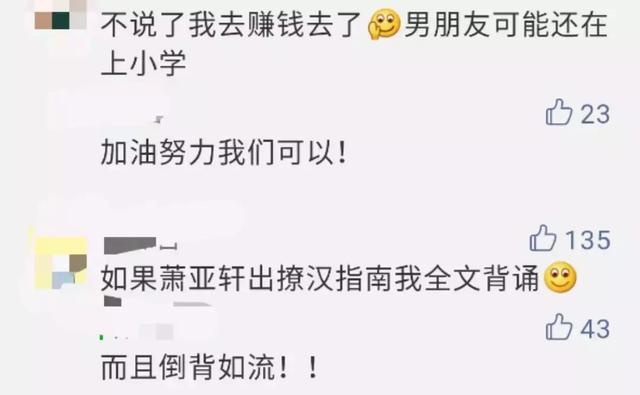 不说了我去赚钱去了男朋友可能还在
上小学
23
加油努力我们可以！
135
如果萧亚轩出撩汉指南我全文背诵
43
而且倒背如流！！